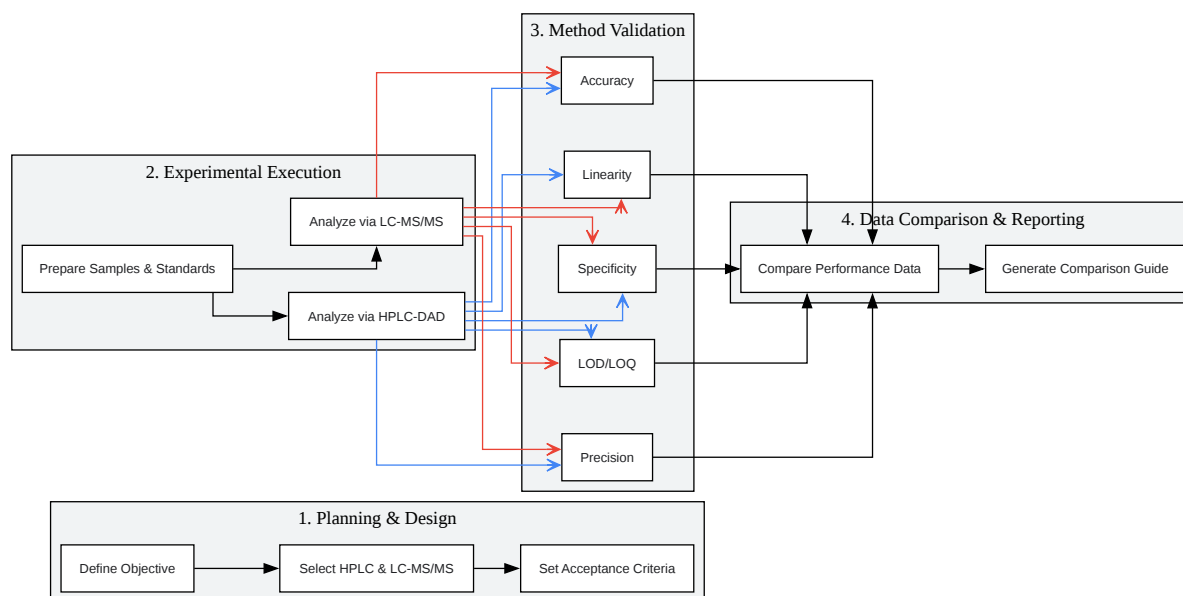 3. Method Validation
Accuracy
Linearity
Specificity
LOD/LOQ
Precision
2. Experimental Execution
Analyze via LC-MS/MS
Prepare Samples & Standards
Analyze via HPLC-DAD
4. Data Comparison & Reporting
Compare Performance Data
Generate Comparison Guide
1. Planning & Design
Define Objective
Select HPLC & LC-MS/MS
Set Acceptance Criteria